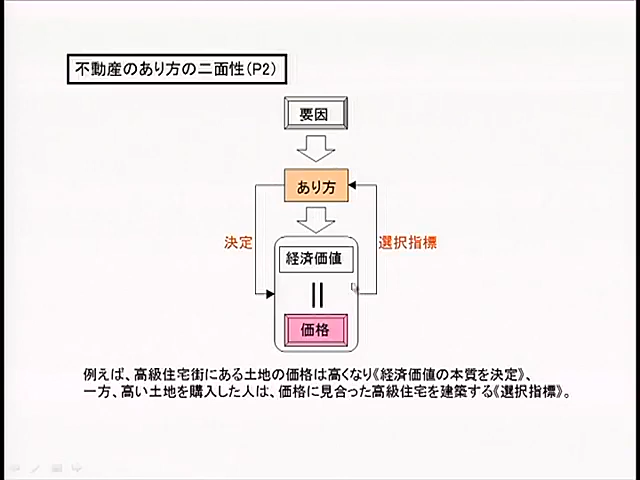 不動産のあり方の二面性(P2)
要因
あり方
決定
選択指標
経済価値
価格
例えば、高級住宅街にある土地の価格は高くなり《経済価値の本質を決定》、
一方、高い土地を購入した人は、価格に見合った高級住宅を建築する《選択指標》。